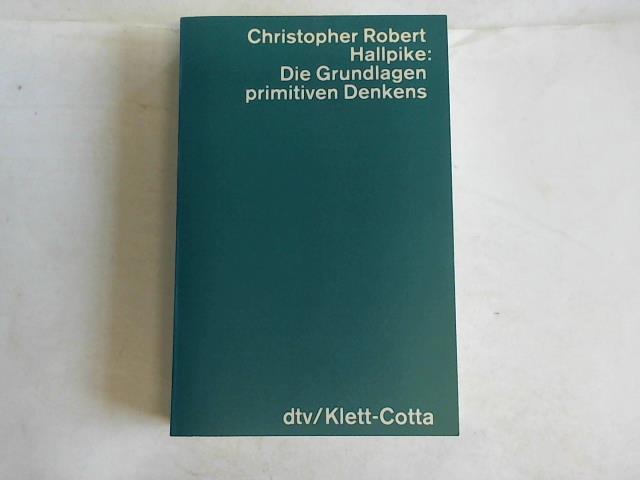 Christopher Robert
Hallpike:
Die Grundlagen
primitiven Denkens
dtv/Klett-Cotta